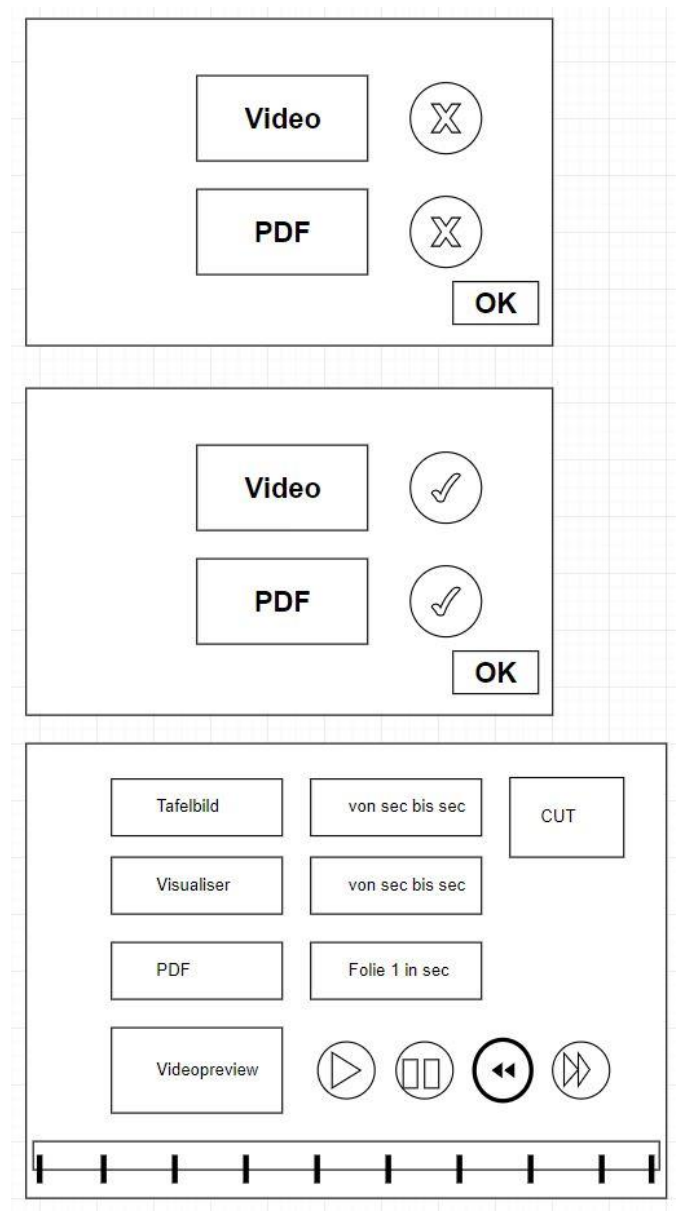 Video
X
PDF
X
OK
Video
PDF
OK
Tafelbild
von sec bis sec
CUT
Visualiser
von sec bis sec
PDF
Folie 1 in sec
Videopreview